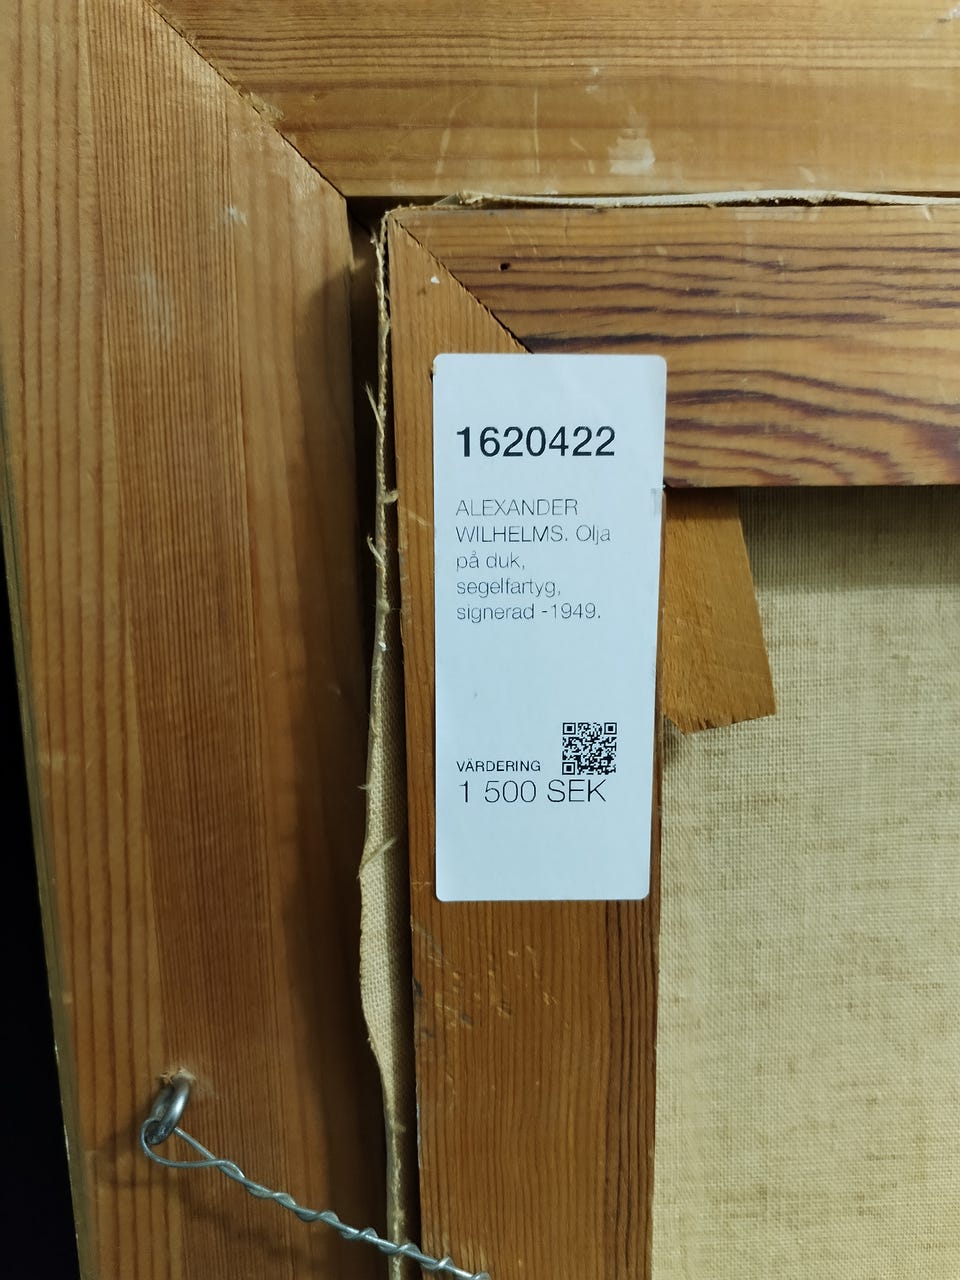 1620422
ALEXANDER
WILHELMS. Olja
på duk,
segelfartyg,
signerad -1949.
VÄRDERING
1 500 SEK